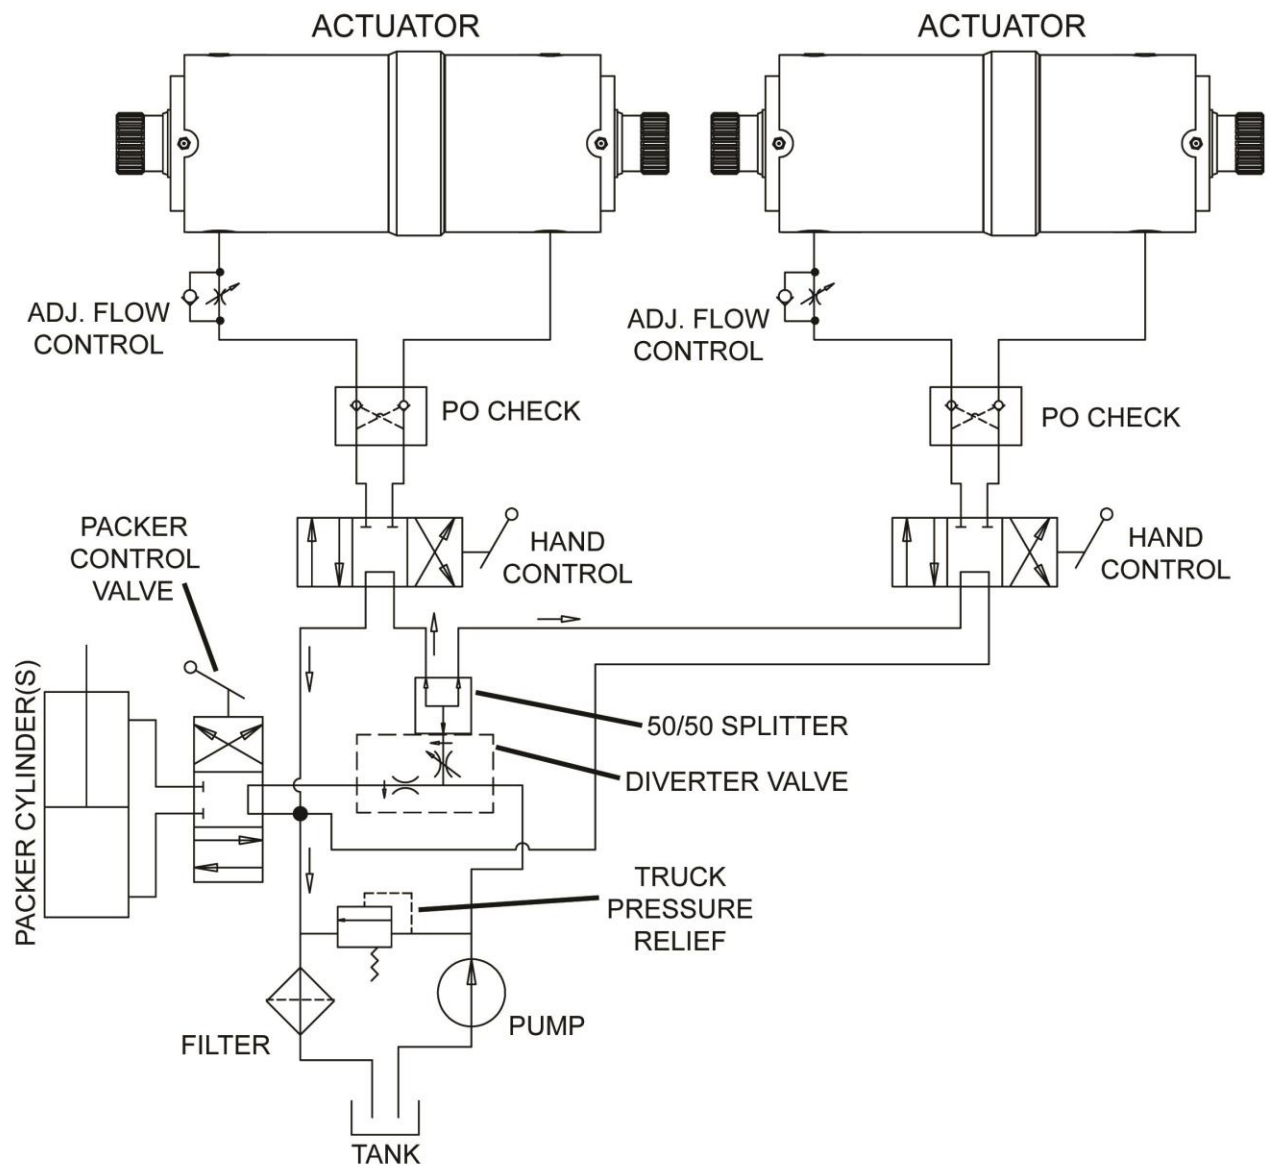 ACTUATOR
ACTUATOR
ADJ. FLOW
CONTROL
ADJ. FLOW
CONTROL
PO CHECK
PO CHECK
PACKER
CONTROL
VALVE
HAND
CONTROL
HAND
CONTROL
PACKER CYLINDER(S)
50/50 SPLITTER
DIVERTER VALVE
TRUCK
PRESSURE
RELIEF
FILTER
PUMP
TANK